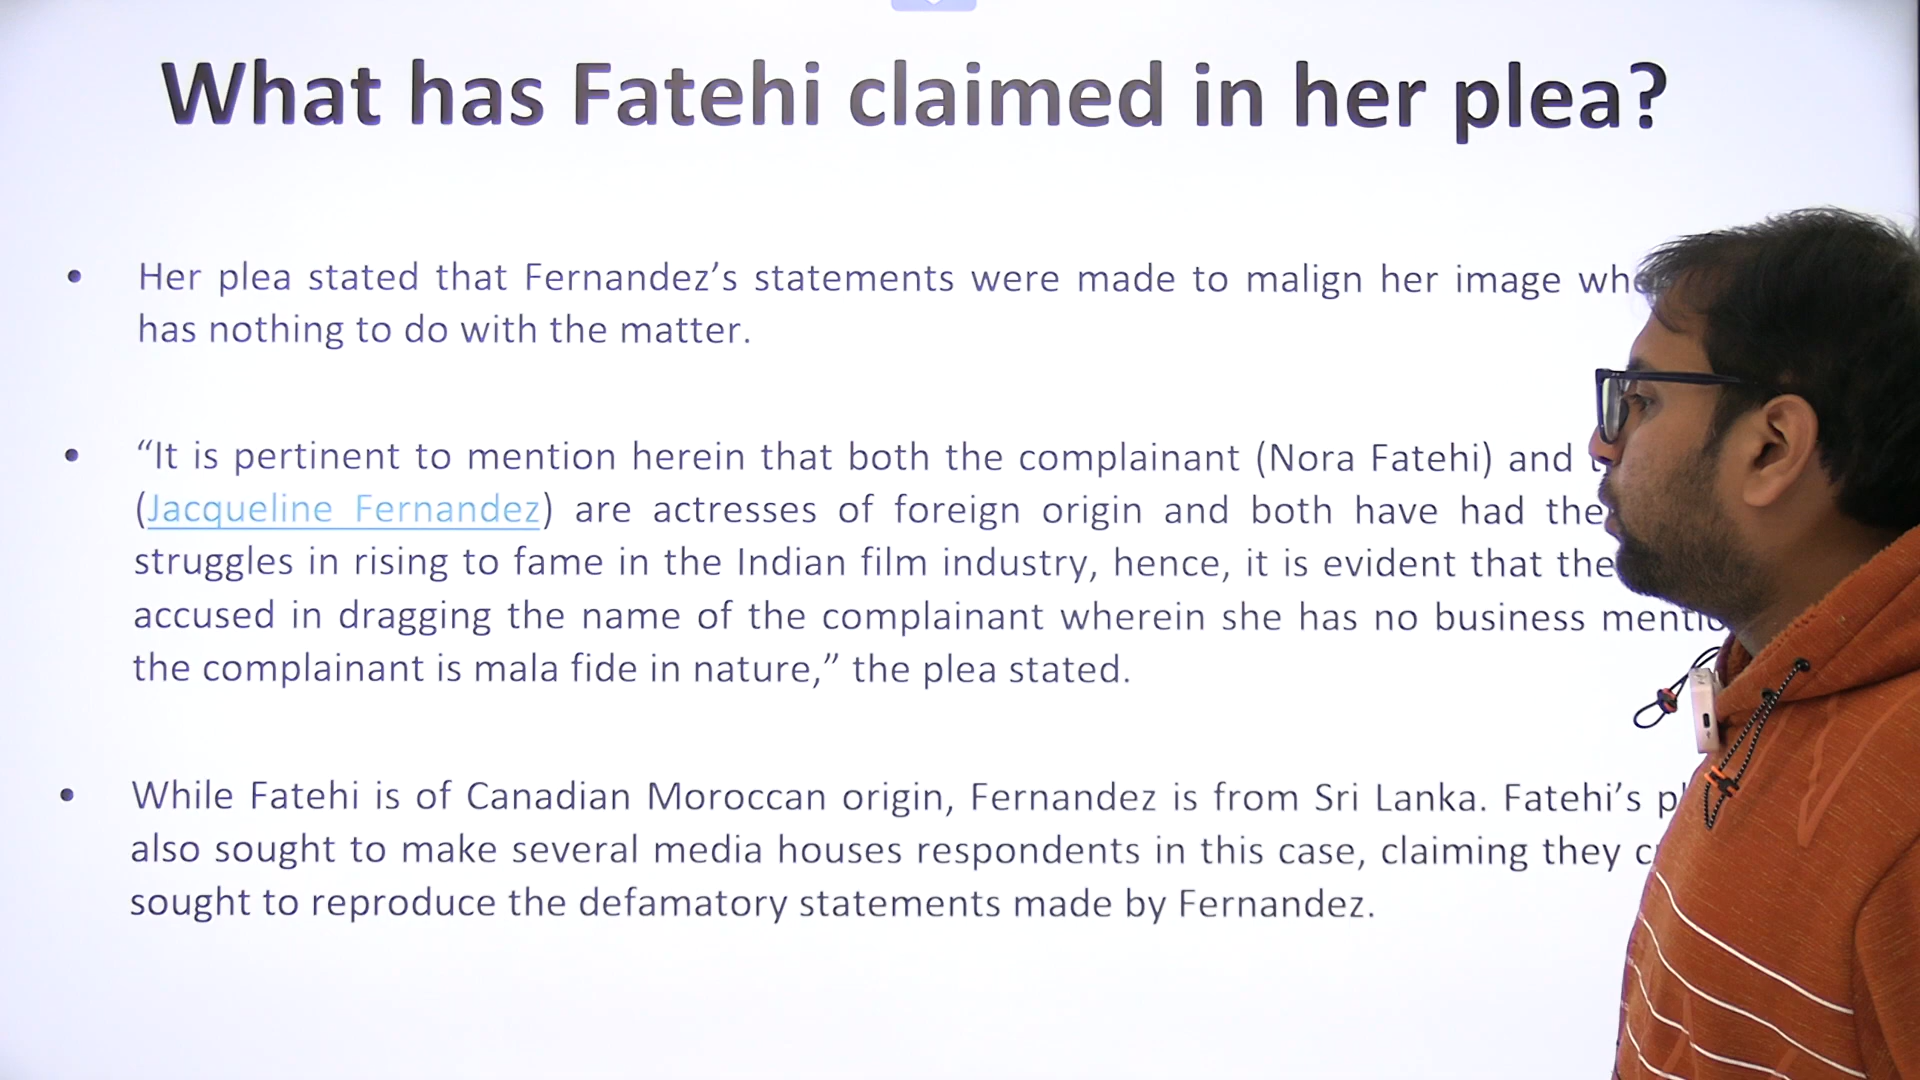 What has Fatehi claimed in her plea?
• Her plea stated that Fernandez’s statements were made to malign her image
has nothing to do with the matter.
• “It is pertinent to mention herein that both the complainant (Nora Fatehi) and
(Jacqueline Fernandez) are actresses of foreign origin and both have had
struggles in rising to fame in the Indian film industry, hence, it is evident that
accused in dragging the name of the complainant wherein she has no business
the complainant is mala fide in nature,” the plea stated.
• While Fatehi is of Canadian Moroccan origin, Fernandez is from Sri Lanka. Fatehi’s
also sought to make several media houses respondents in this case, claiming they
sought to reproduce the defamatory statements made by Fernandez.